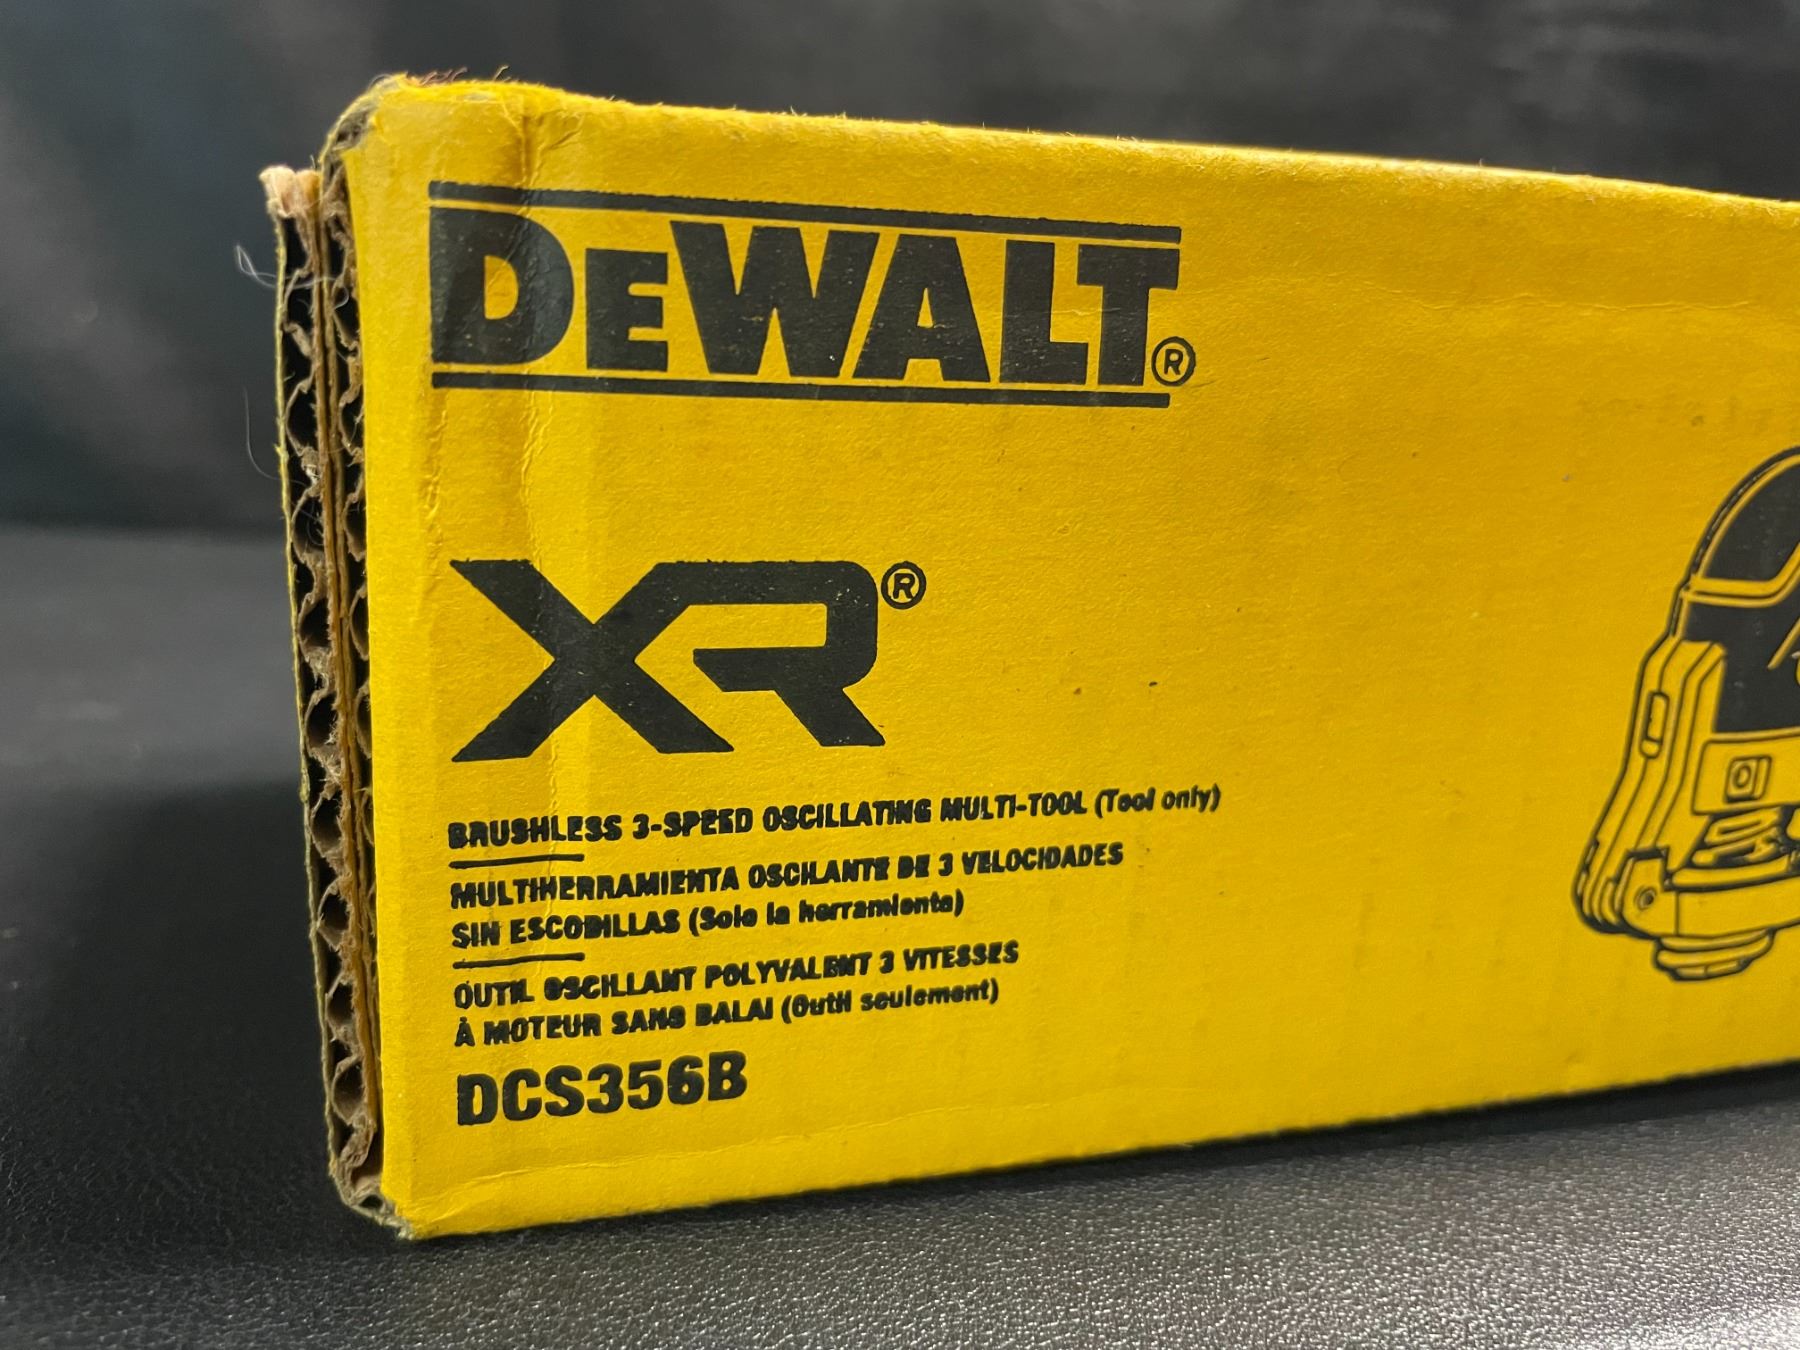 DEWALT®
XR®
BRUSHLESS 3-SPEED OSCILLATING MULTI-TOOL (Tool only)
MULTIHERRAMIENTA OSCILANTE DE 3 VELOCIDADES
SIN ESCOBILLAS (Solo la herramienta)
OUTIL OSCILLANT POLYVALENT 3 VITESSES
À MOTEUR SANS BALAI (Outil seulement)
DCS356B